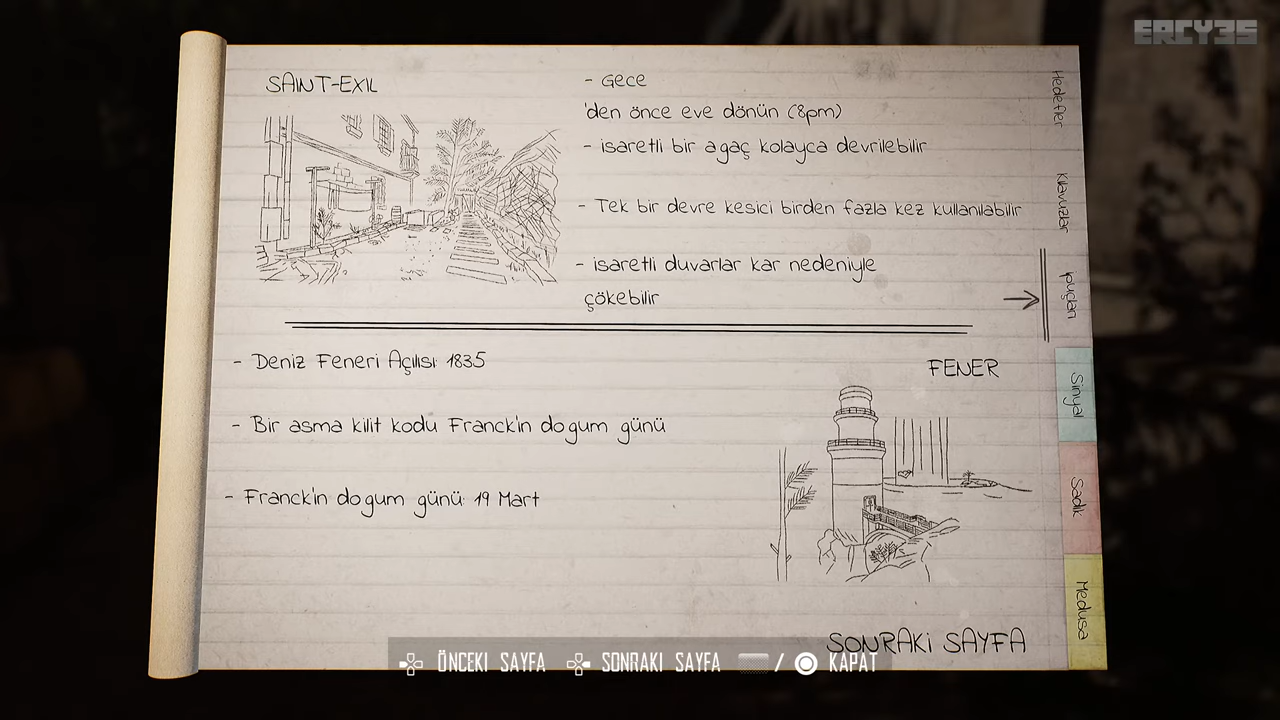 ERCY35
SAINT-EXIL
- Gece
'den önce eve dönün (8pm)
- isaretli bir agaç kolayca devrilebilir
- Tek bir devre kesici birden fazla kez kullanılabilir
- isaretli duvarlar kar nedeniyle
çökebilir
- Deniz Feneri Açılısı: 1835
- Bir asma kilit kodu Franck'in dogum günü
- Franck'in dogum günü: 19 Mart
FENER
Hedefler
Kılavuzlar
ipuçları
Sinyal
Sadık
Medusa
SONRAKi SAYFA
ÖNCEKI SAYFA
SONRAKI SAYFA
/
KAPAT